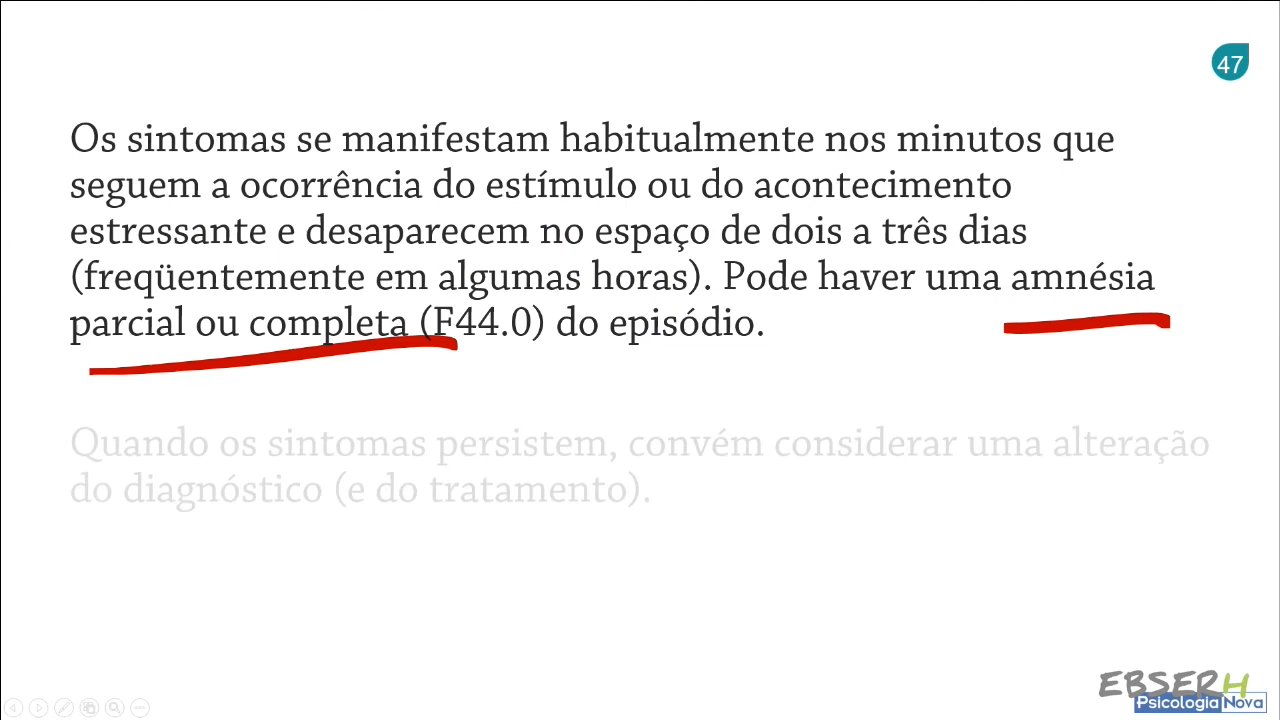 47
Os sintomas se manifestam habitualmente nos minutos que
seguem a ocorrência do estímulo ou do acontecimento
estressante e desaparecem no espaço de dois a três dias
(freqüentemente em algumas horas). Pode haver uma amnésia
parcial ou completa (F44.0) do episódio.
Quando os sintomas persistem, convém considerar uma alteração
do diagnóstico (e do tratamento).
EBSERH
Psicologia Nova